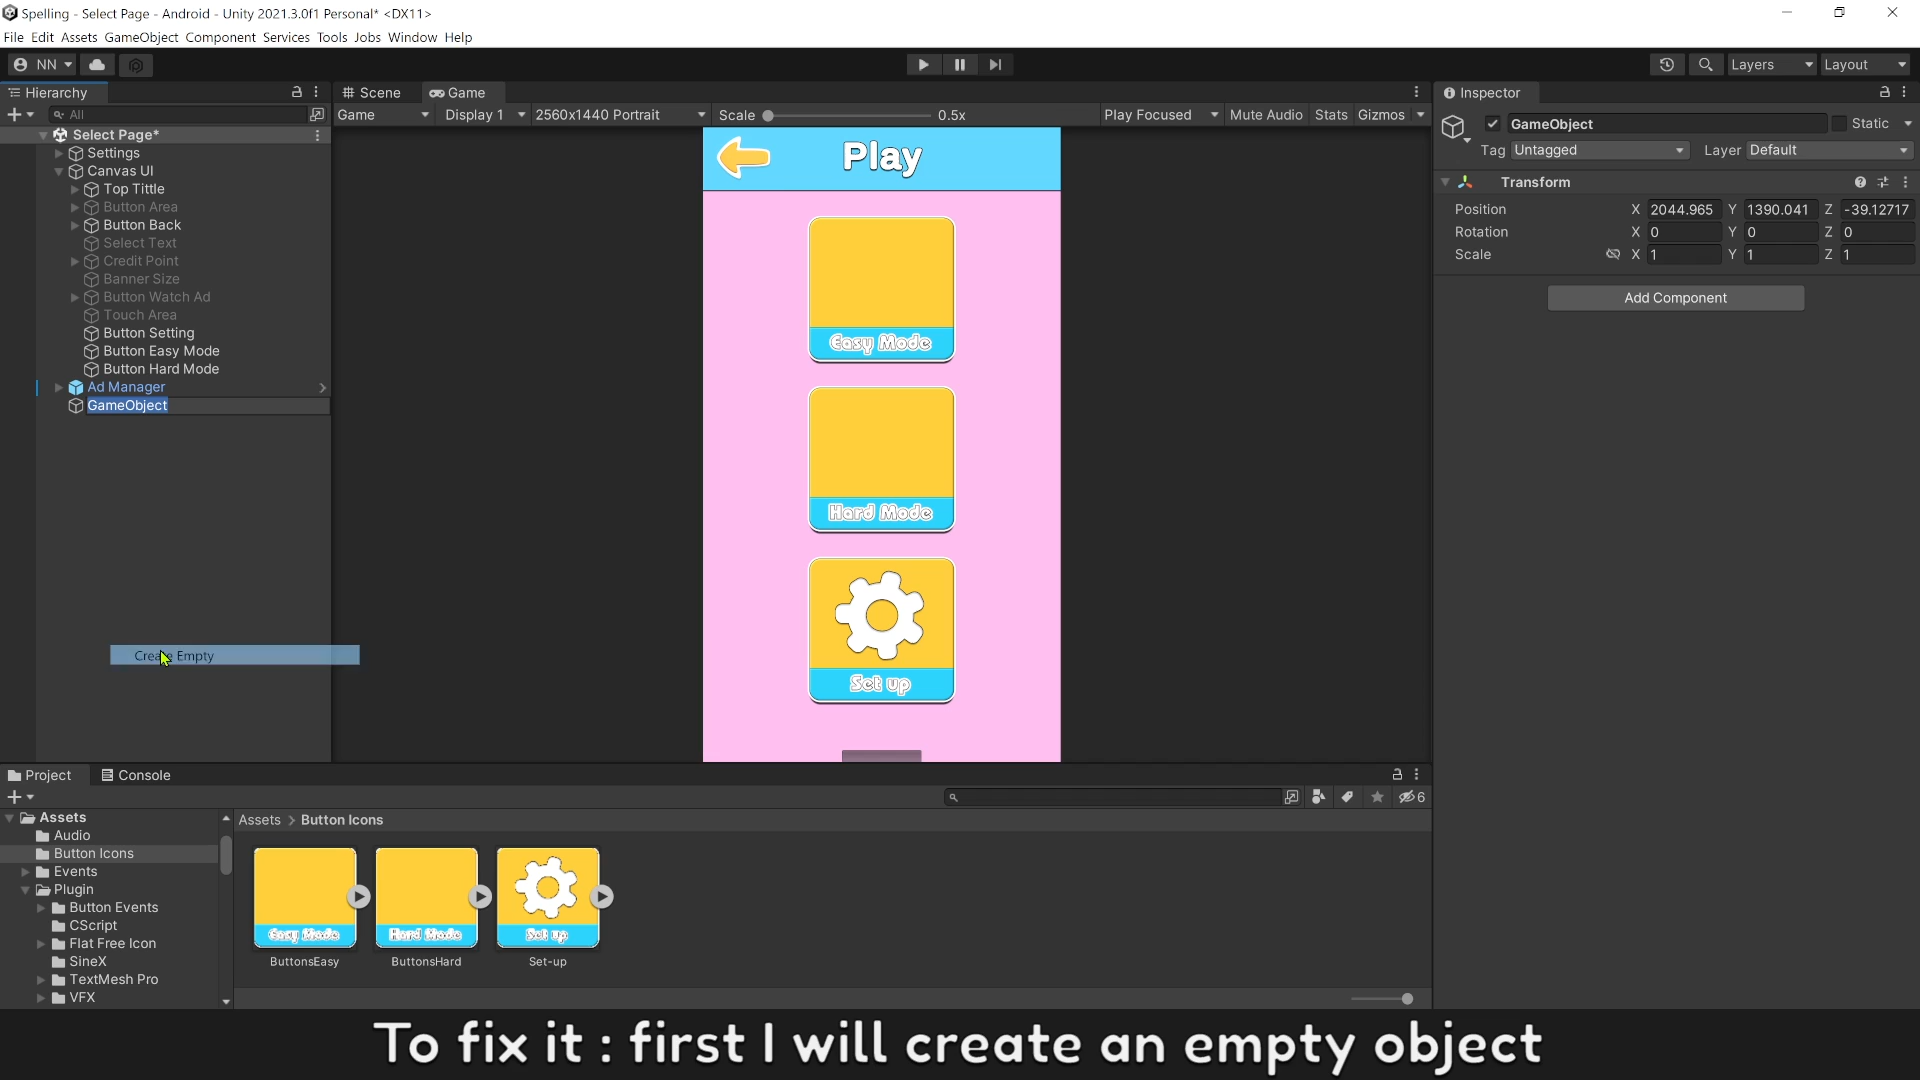 Spelling - Select Page - Android - Unity 2021.3.0f1 Personal* <DX11>
File Edit Assets GameObject Component Services Tools Jobs Window Help
NN
Layers
Layout
Hierarchy
Scene
Game
Inspector
All
Game
Display 1
2560x1440 Portrait
Scale
0.5x
Play Focused
Mute Audio
Stats
Gizmos
GameObject
Static
Tag Untagged
Layer Default
Select Page*
Settings
Canvas UI
Top Tittle
Button Area
Button Back
Select Text
Credit Point
Banner Size
Button Watch Ad
Touch Area
Button Setting
Button Easy Mode
Button Hard Mode
Ad Manager
GameObject
Create Empty
Play
Easy Mode
Hard Mode
Set up
Transform
Position X 2044.965 Y 1390.041 Z -39.12717
Rotation X 0 Y 0 Z 0
Scale X 1 Y 1 Z 1
Add Component
Project
Console
6
Assets
Audio
Button Icons
Events
Plugin
Button Events
CScript
Flat Free Icon
SineX
TextMesh Pro
VFX
Assets > Button Icons
Easy Mode
Hard Mode
Set up
ButtonsEasy
ButtonsHard
Set-up
To fix it : first I will create an empty object